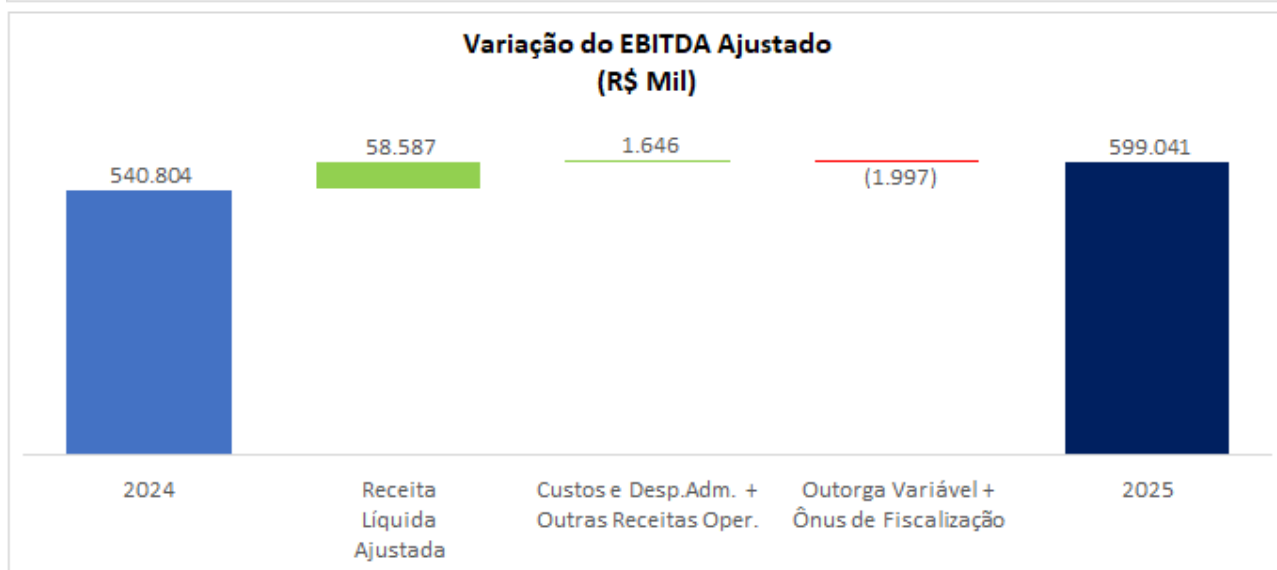 Variação do EBITDA Ajustado
(R$ Mil)
540.804
58.587
1.646
(1.997)
599.041
2024
Receita
Líquida
Ajustada
Custos e Desp.Adm. +
Outras Receitas Oper.
Outorga Variável +
Ônus de Fiscalização
2025